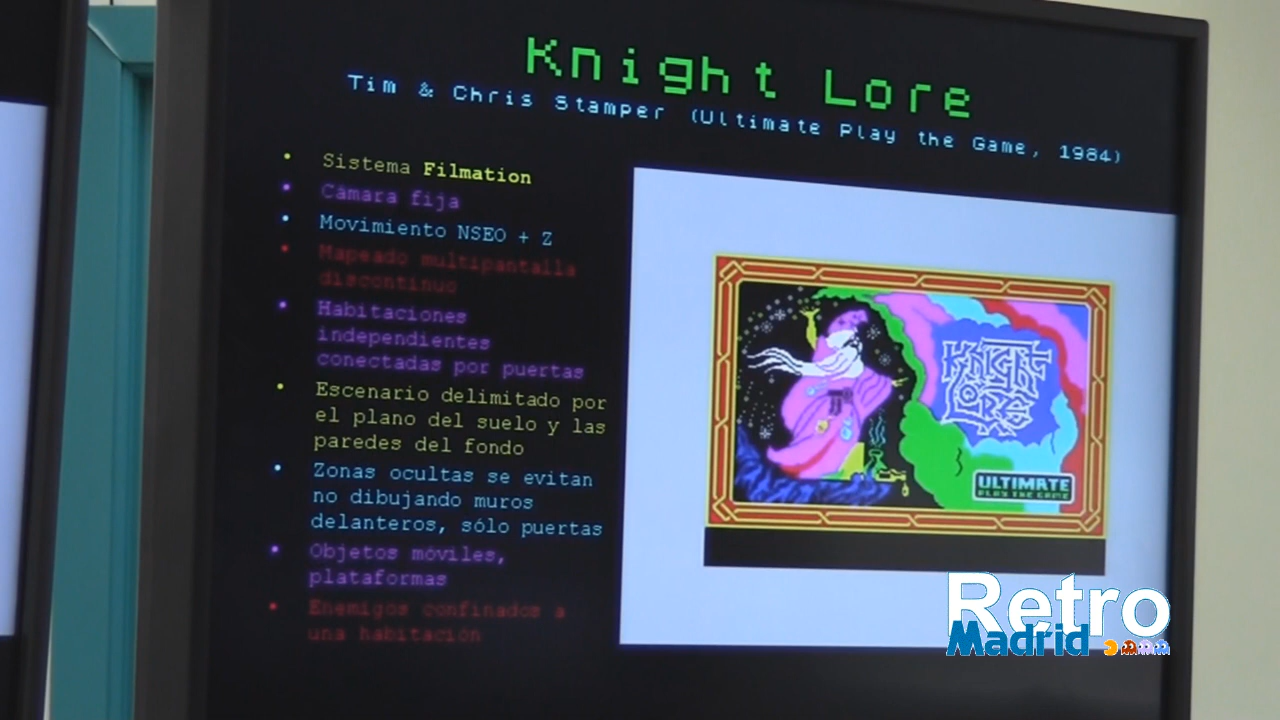 Knight Lore
Tim & Chris Stamper (Ultimate Play the Game, 1984)
• Sistema Filmation
• Cámara fija
• Movimiento NSEO + Z
• Mapeado multipantalla
discontinuo
• Habitaciones
independientes
conectadas por puertas
• Escenario delimitado por
el plano del suelo y las
paredes del fondo
• Zonas ocultas se evitan
no dibujando muros
delanteros, sólo puertas
• Objetos móviles,
plataformas
• Enemigos confinados a
una habitación
KNIGHT
LORE
ULTIMATE
PLAY THE GAME
Retro
Madrid